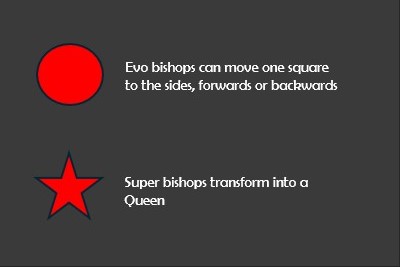 Evo bishops can move one square
to the sides, forwards or backwards
Super bishops transform into a
Queen